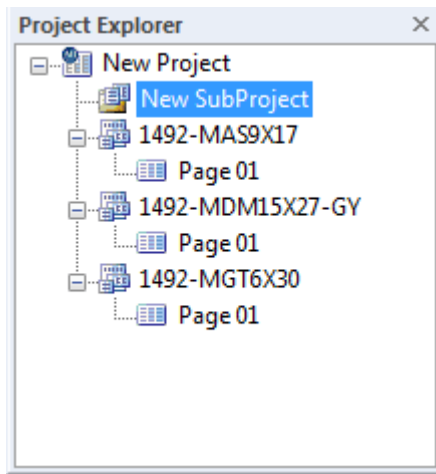 Project Explorer
New Project
New SubProject
1492-MAS9X17
Page 01
1492-MDM15X27-GY
Page 01
1492-MGT6X30
Page 01